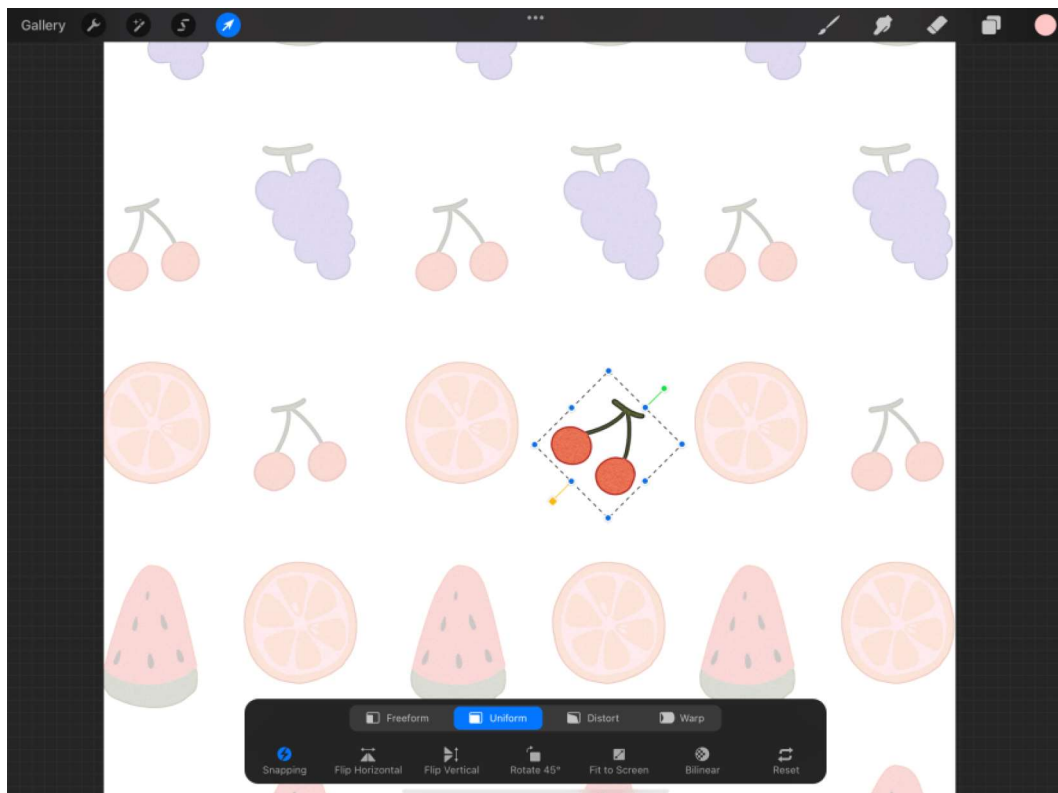 Gallery
Freeform Uniform Distort Warp
Snapping Flip Horizontal Flip Vertical Rotate 45° Fit to Screen Bilinear Reset